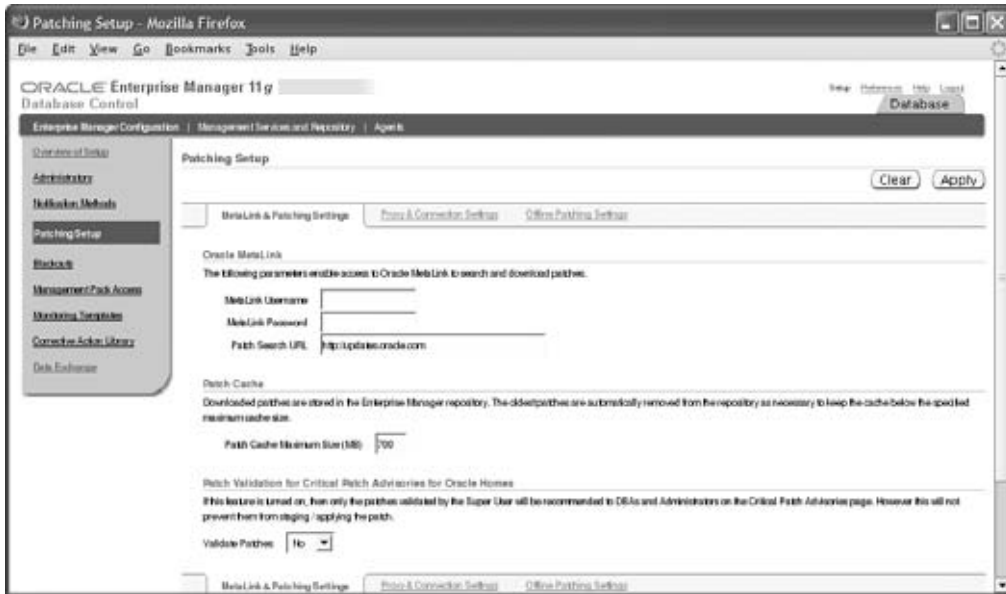 Patching Setup - Mozilla Firefox
File Edit View Go Bookmarks Tools Help
ORACLE Enterprise Manager 11g
Database Control
Setup Preferences Help Logout
Database
Enterprise Manager Configuration | Management Services and Repository | Agents
Overview of Setup
Administrators
Notification Methods
Patching Setup
Blackouts
Management Pack Access
Monitoring Templates
Corrective Action Library
Data Exchange
Patching Setup
Clear Apply
MetaLink & Patching Settings Proxy & Connection Settings Offline Patching Settings
Oracle MetaLink
The following parameters enable access to Oracle MetaLink to search and download patches.
MetaLink Username
MetaLink Password
Patch Search URL http://updates.oracle.com
Patch Cache
Downloaded patches are stored in the Enterprise Manager repository. The oldest patches are automatically removed from the repository as necessary to keep the cache below the specified
maximum cache size.
Patch Cache Maximum Size (MB) 700
Patch Validation for Critical Patch Advisories for Oracle Homes
If this feature is turned on, then only the patches validated by the Super User will be recommended to DBAs and Administrators on the Critical Patch Advisories page. However this will not
prevent them from staging / applying the patch.
Validate Patches No
MetaLink & Patching Settings Proxy & Connection Settings Offline Patching Settings